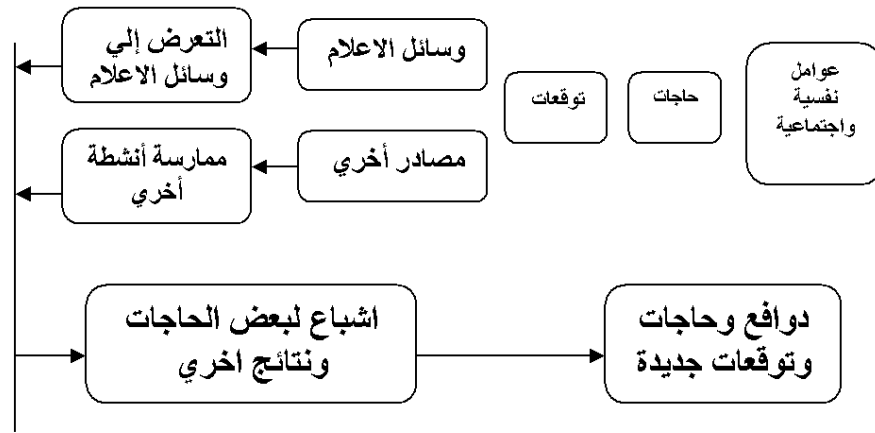 عوامل
نفسية
واجتماعية
حاجات
توقعات
وسائل الاعلام
التعرض إلي
وسائل الاعلام
مصادر أخري
ممارسة أنشطة
أخري
اشباع لبعض الحاجات
ونتائج اخري
دوافع وحاجات
وتوقعات جديدة